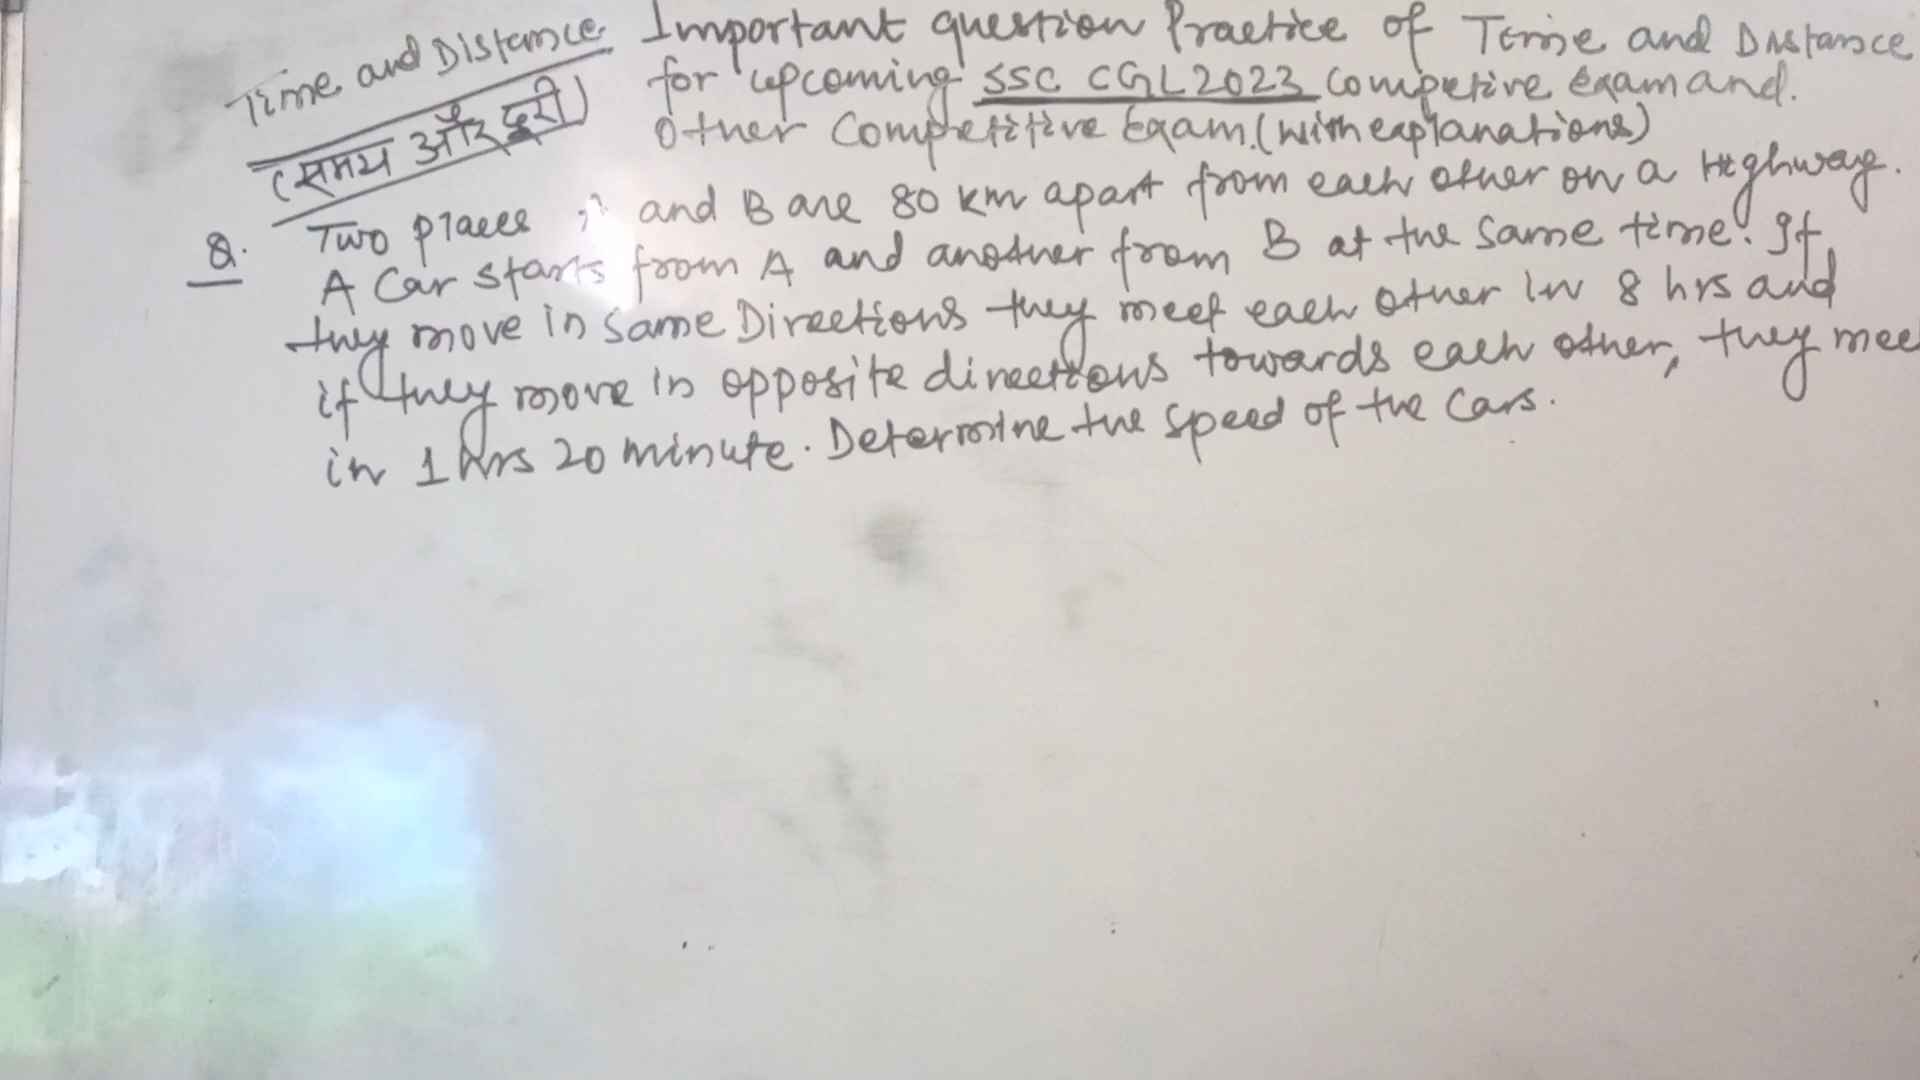 Time and Distance
(समय और दूरी)
Important question Practice of Time and Distance
for upcoming SSC CGL 2023 Competive Exam and.
Other Competitive Exam. (with explanations)
Q. Two places and B are 80 km apart from each other on a Highway.
A Car starts from A and another from B at the same time. If
they move in same Directions they meet each other in 8 hrs and
if they move in opposite directions towards each other, they mee
in 1 hrs 20 minute. Determine the speed of the Cars.